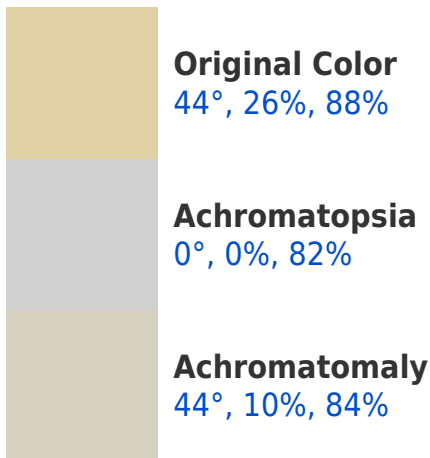 Original Color
44°, 26%, 88%
Achromatopsia
0°, 0%, 82%
Achromatomaly
44°, 10%, 84%